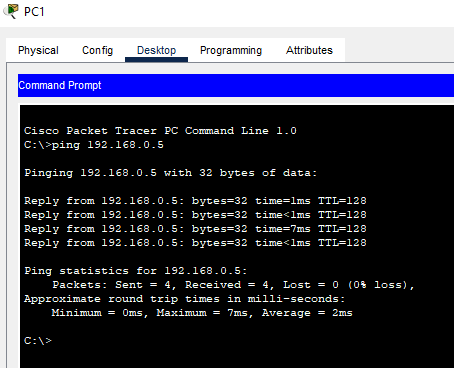 PC1
Physical Config Desktop Programming Attributes
Command Prompt
Cisco Packet Tracer PC Command Line 1.0
C:\>ping 192.168.0.5
Pinging 192.168.0.5 with 32 bytes of data:
Reply from 192.168.0.5: bytes=32 time=1ms TTL=128
Reply from 192.168.0.5: bytes=32 time<1ms TTL=128
Reply from 192.168.0.5: bytes=32 time=7ms TTL=128
Reply from 192.168.0.5: bytes=32 time<1ms TTL=128
Ping statistics for 192.168.0.5:
    Packets: Sent = 4, Received = 4, Lost = 0 (0% loss),
Approximate round trip times in milli-seconds:
    Minimum = 0ms, Maximum = 7ms, Average = 2ms
C:\>